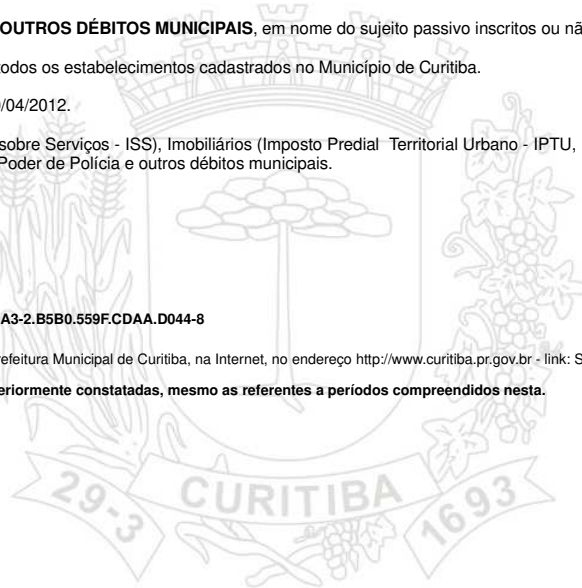 OUTROS DÉBITOS MUNICIPAIS, em nome do sujeito passivo inscritos ou nã
todos os estabelecimentos cadastrados no Município de Curitiba.
/04/2012.
sobre Serviços - ISS), Imobiliários (Imposto Predial Territorial Urbano - IPTU,
Poder de Polícia e outros débitos municipais.
A3-2.B5B0.559F.CDAA.D044-8
efeitura Municipal de Curitiba, na Internet, no endereço http://www.curitiba.pr.gov.br - link: S
eriormente constatadas, mesmo as referentes a períodos compreendidos nesta.
29-3 CURITIBA 1693